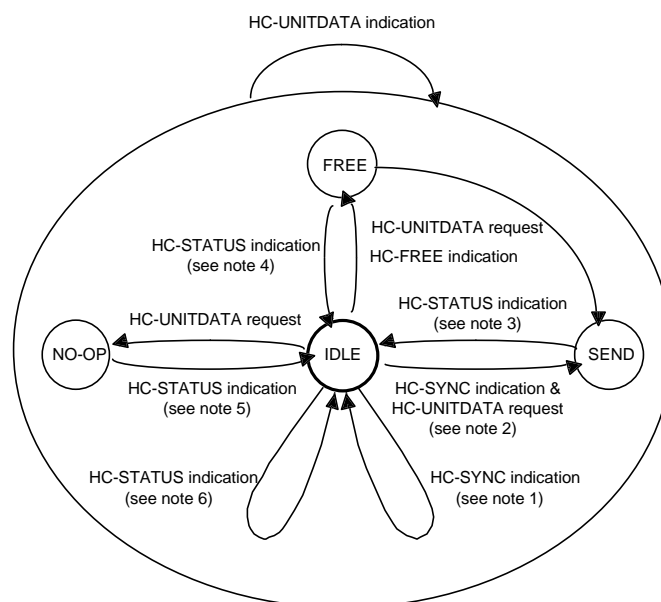 HC-UNITDATA indication
FREE
HC-UNITDATA request
HC-STATUS indication
(see note 4)
HC-FREE indication
HC-UNITDATA request
HC-STATUS indication
(see note 3)
NO-OP
IDLE
SEND
HC-STATUS indication
(see note 5)
HC-SYNC indication &
HC-UNITDATA request
(see note 2)
HC-STATUS indication
(see note 6)
HC-SYNC indication
(see note 1)